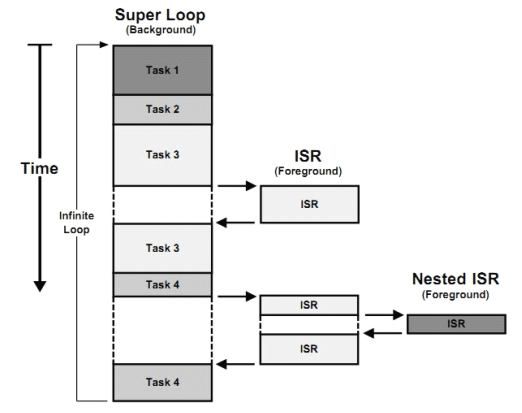 Super Loop
(Background)
Task 1
Task 2
Task 3
ISR
(Foreground)
Time
ISR
Infinite
Loop
Task 3
Task 4
Nested ISR
(Foreground)
ISR
ISR
ISR
Task 4